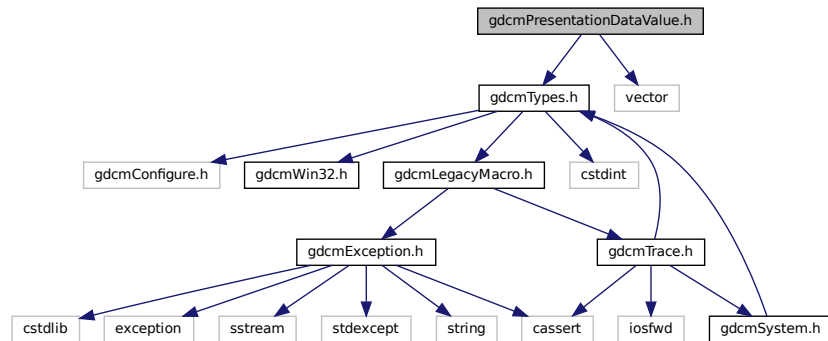 gdcmPresentationDataValue.h
gdcmTypes.h
vector
gdcmConfigure.h
gdcmWin32.h
gdcmLegacyMacro.h
cstdint
gdcmException.h
gdcmTrace.h
cstdlib
exception
sstream
stdexcept
string
cassert
iosfwd
gdcmSystem.h